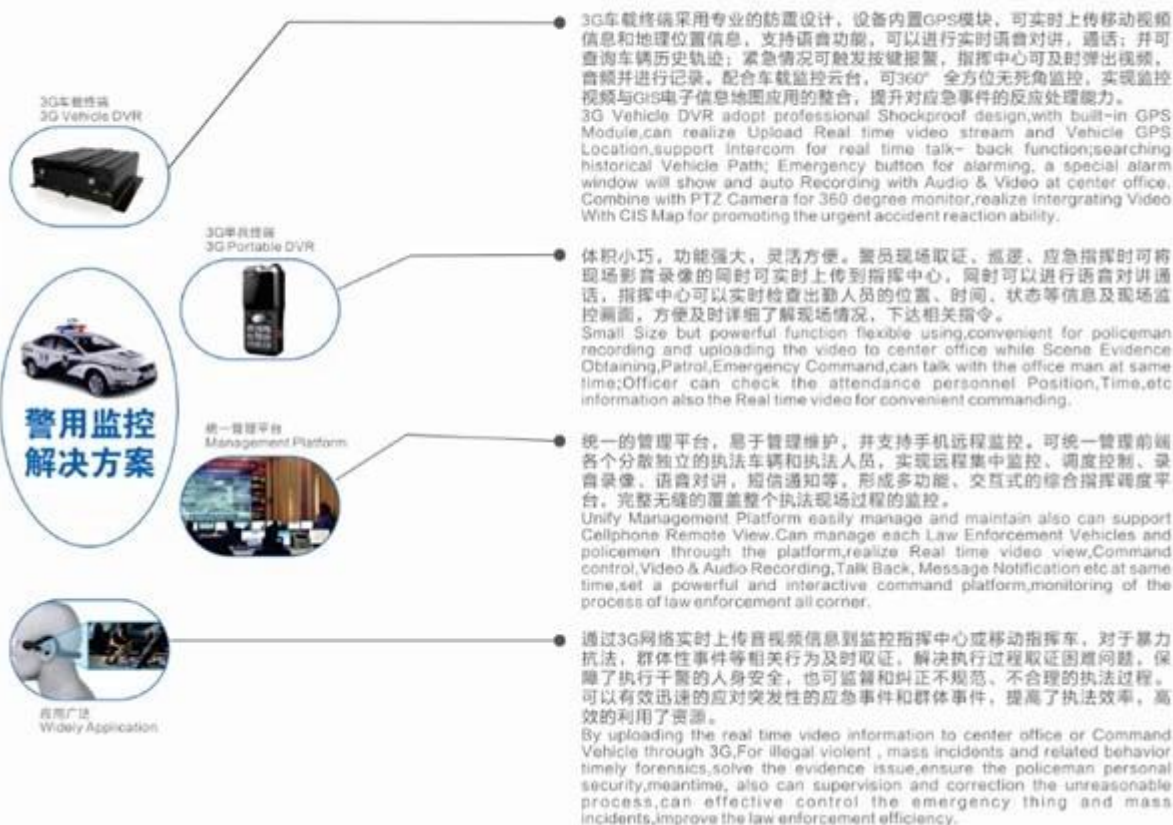 3G车载终端采用专业的防震设计，设备内置GPS模块，可实时上传移动视频
信息和地理位置信息，支持语音功能，可以进行实时语音对讲，通话；并可
查询车辆历史轨迹；紧急情况可触发按键报警，指挥中心可及时弹出视频，
音频并进行记录。配合车载监控云台，可360° 全方位无死角监控，实现监控
视频与GIS电子信息地图应用的整合，提升对应急事件的反应处理能力。
3G Vehicle DVR adopt professional Shockproof design,with built-in GPS
Module,can realize Upload Real time video stream and Vehicle GPS
Location,support Intercom for real time talk- back function;searching
historical Vehicle Path; Emergency button for alarming, a special alarm
window will show and auto Recording with Audio & Video at center office.
Combine with PTZ Camera for 360 degree monitor,realize Intergrating Video
With CIS Map for promoting the urgent accident reaction ability.
3G车载终端
3G Vehicle DVR
3G单兵终端
3G Portable DVR
体积小巧，功能强大，灵活方便。警员现场取证、巡逻、应急指挥时可将
现场影音录像的同时可实时上传到指挥中心，同时可以进行语音对讲通
话，指挥中心可以实时检查出勤人员的位置、时间、状态等信息及现场监
控画面，方便及时详细了解现场情况，下达相关指令。
Small Size but powerful function flexible using,convenient for policeman
recording and uploading the video to center office while Scene Evidence
Obtaining,Patrol,Emergency Command,can talk with the office man at same
time;Officer can check the attendance personnel Position,Time,etc
information also the Real time video for convenient commanding.
警用监控
解决方案
统一管理平台
Management Platform
统一的管理平台，易于管理维护，并支持手机远程监控，可统一管理前端
各个分散独立的执法车辆和执法人员，实现远程集中监控、调度控制、录
音录像、语音对讲，短信通知等，形成多功能、交互式的综合指挥调度平
台，完整无缝的覆盖整个执法现场过程的监控。
Unify Management Platform easily manage and maintain also can support
Cellphone Remote View.Can manage each Law Enforcement Vehicles and
policemen through the platform,realize Real time video view,Command
control,Video & Audio Recording,Talk Back, Message Notification etc at same
time,set a powerful and interactive command platform,monitoring of the
process of law enforcement all corner.
应用广泛
Widely Application
通过3G网络实时上传音视频信息到监控指挥中心或移动指挥车，对于暴力
抗法，群体性事件等相关行为及时取证，解决执行过程取证困难问题，保
障了执行干警的人身安全，也可监督和纠正不规范、不合理的执法过程。
可以有效迅速的应对突发性的应急事件和群体事件，提高了执法效率，高
效的利用了资源。
By uploading the real time video information to center office or Command
Vehicle through 3G,For illegal violent , mass incidents and related behavior
timely forensics,solve the evidence issue,ensure the policeman personal
security,meantime, also can supervision and correction the unreasonable
process,can effective control the emergency thing and mass
incidents,improve the law enforcement efficiency.